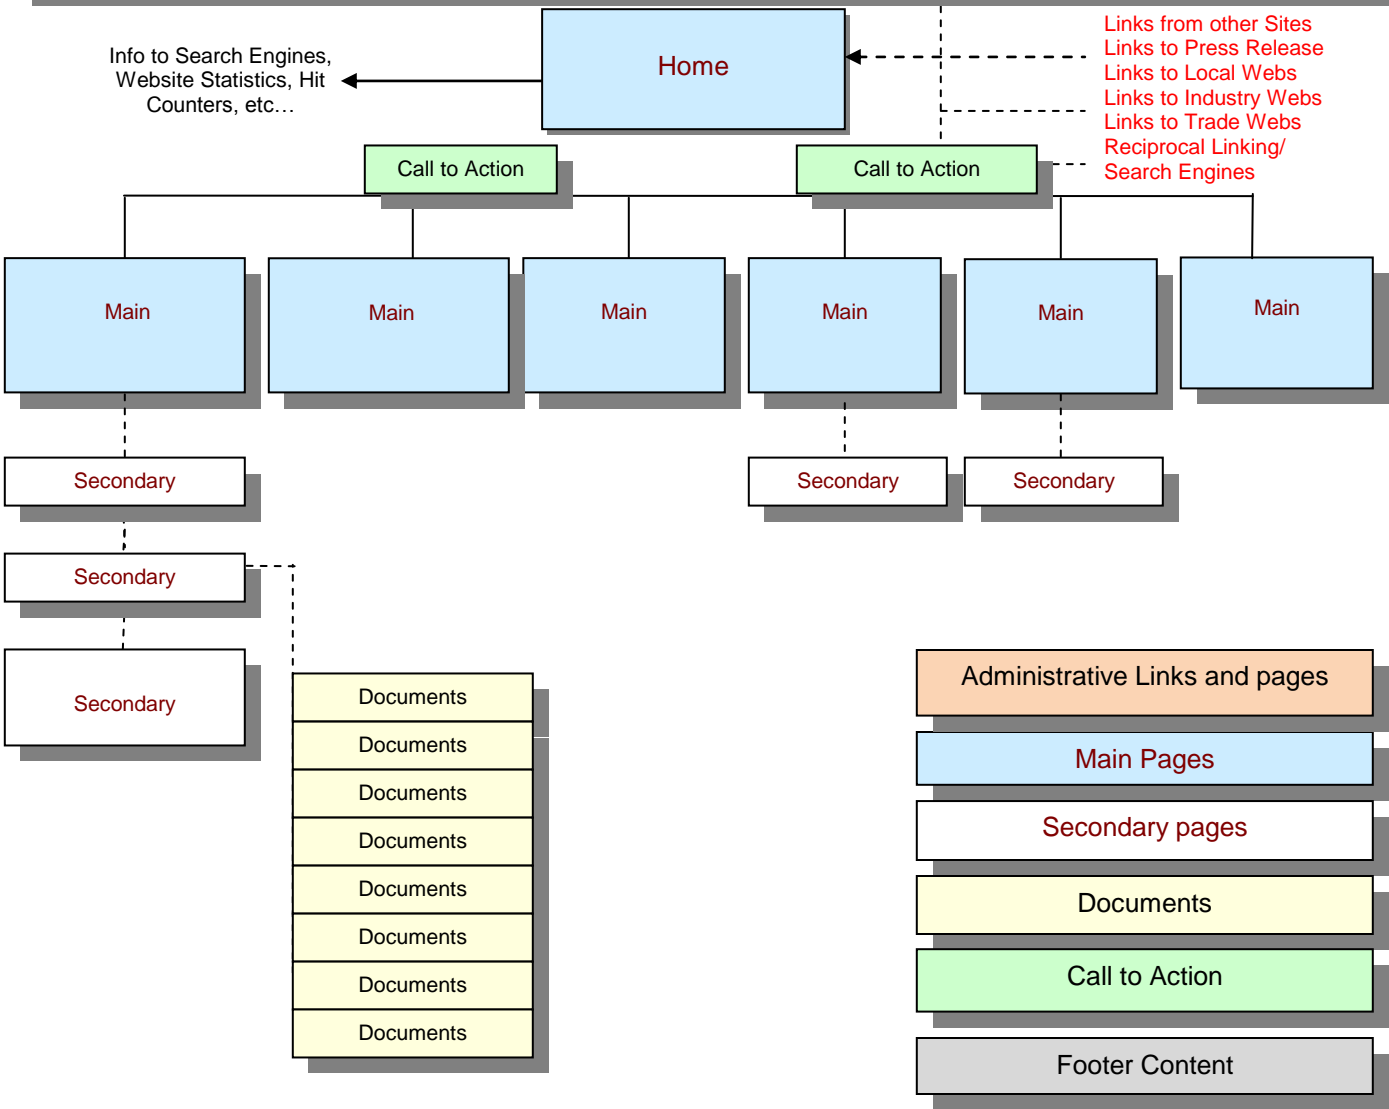 Info to Search Engines,
Website Statistics, Hit
Counters, etc…
Home
Links from other Sites
Links to Press Release
Links to Local Webs
Links to Industry Webs
Links to Trade Webs
Reciprocal Linking/
Search Engines
Call to Action
Call to Action
Main
Main
Main
Main
Main
Main
Secondary
Secondary
Secondary
Secondary
Secondary
Documents
Documents
Documents
Documents
Documents
Documents
Documents
Documents
Administrative Links and pages
Main Pages
Secondary pages
Documents
Call to Action
Footer Content